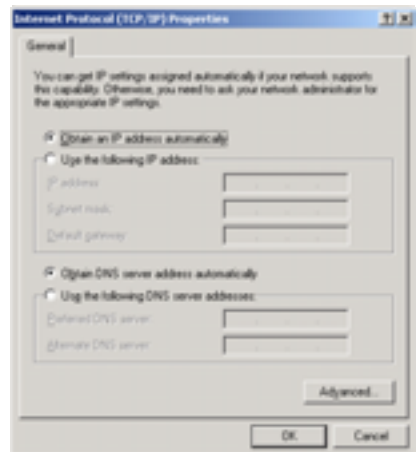 Internet Protocol (TCP/IP) Properties
General
You can get IP settings assigned automatically if your network supports
this capability. Otherwise, you need to ask your network administrator for
the appropriate IP settings.
Obtain an IP address automatically
Use the following IP address:
IP address:
Subnet mask:
Default gateway:
Obtain DNS server address automatically
Use the following DNS server addresses:
Preferred DNS server:
Alternate DNS server:
Advanced...
OK
Cancel